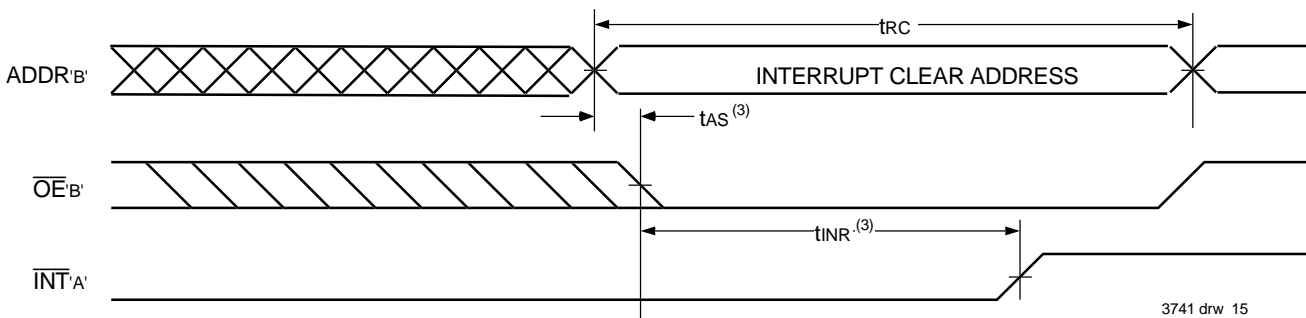 tRC
ADDR'B'
INTERRUPT CLEAR ADDRESS
tAS(3)
OE'B'
tINR.(3)
INT'A'
3741 drw 15